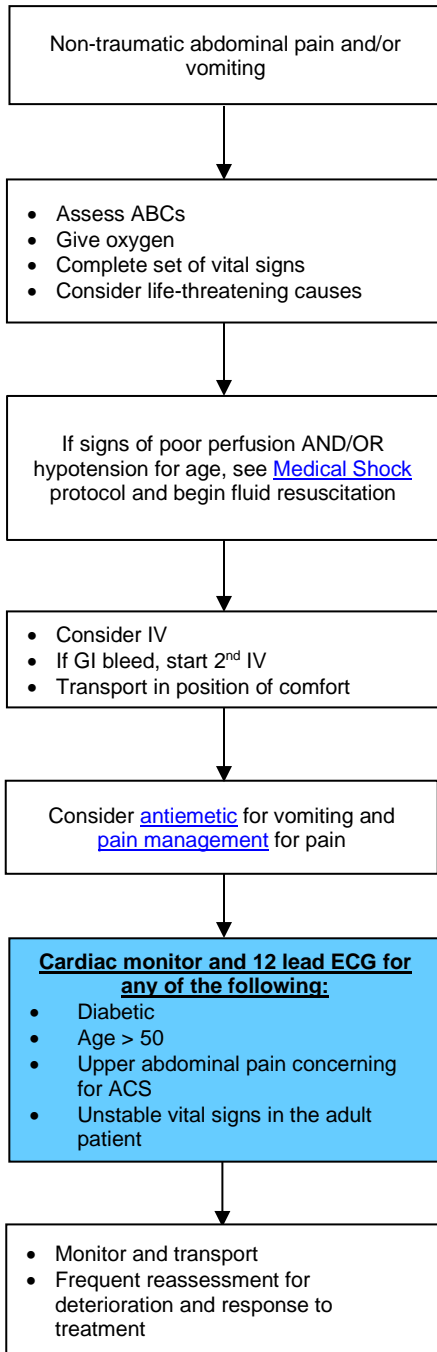 Non-traumatic abdominal pain and/or
vomiting
• Assess ABCs
• Give oxygen
• Complete set of vital signs
• Consider life-threatening causes
If signs of poor perfusion AND/OR
hypotension for age, see Medical Shock
protocol and begin fluid resuscitation
• Consider IV
• If GI bleed, start 2nd IV
• Transport in position of comfort
Consider antiemetic for vomiting and
pain management for pain
Cardiac monitor and 12 lead ECG for
any of the following:
• Diabetic
• Age > 50
• Upper abdominal pain concerning
for ACS
• Unstable vital signs in the adult
patient
• Monitor and transport
• Frequent reassessment for
deterioration and response to
treatment